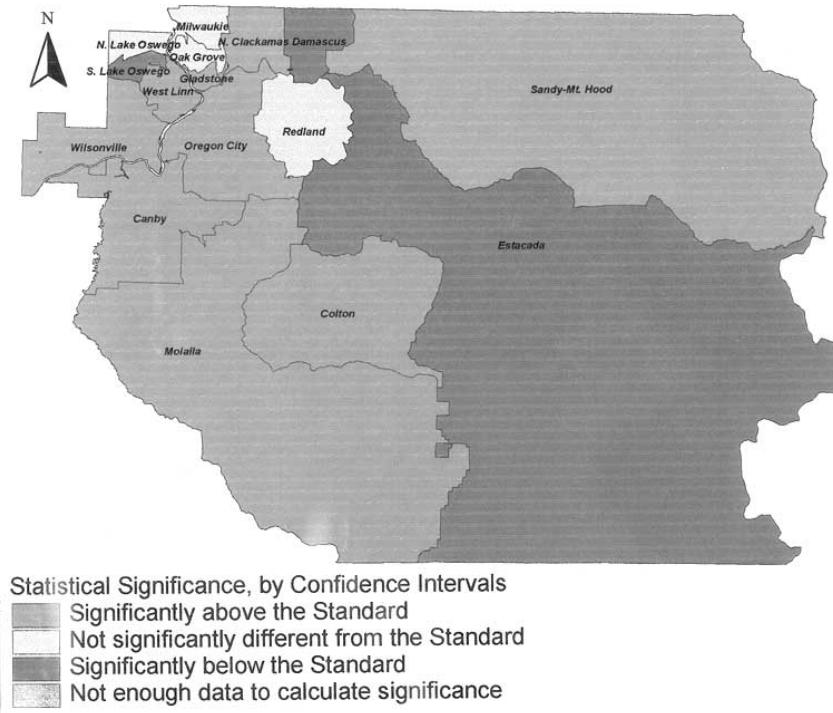 N
Milwaukie
N. Lake Oswego
N. Clackamas Damascus
Oak Grove
S. Lake Oswego
Gladstone
West Linn
Sandy-Mt. Hood
Redland
Wilsonville
Oregon City
Canby
Estacada
Colton
Molalla
Statistical Significance, by Confidence Intervals
Significantly above the Standard
Not significantly different from the Standard
Significantly below the Standard
Not enough data to calculate significance